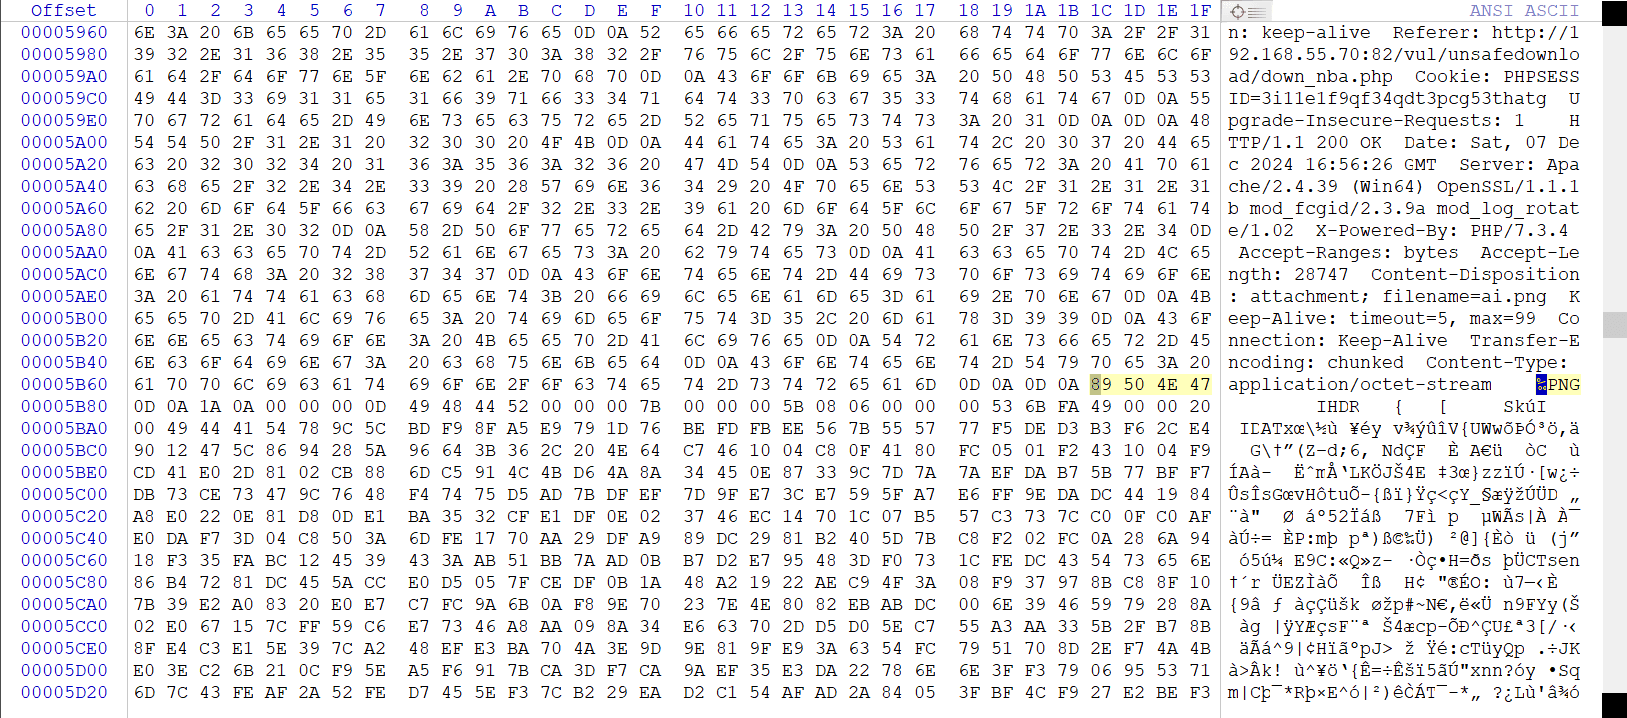 Offset 0 1 2 3 4 5 6 7 8 9 A B C D E F 10 11 12 13 14 15 16 17 18 19 1A 1B 1C 1D 1E 1F ANSI ASCII
00005960 6E 3A 20 6B 65 65 70 2D 61 6C 69 76 65 0D 0A 52 65 66 65 72 65 72 3A 20 68 74 74 70 3A 2F 2F 31 n: keep-alive Referer: http://1
00005980 39 32 2E 31 36 38 2E 35 35 2E 37 30 3A 38 32 2F 76 75 6C 2F 75 6E 73 61 66 65 64 6F 77 6E 6C 6F 92.168.55.70:82/vul/unsafedownlo
000059A0 61 64 2F 64 6F 77 6E 5F 6E 62 61 2E 70 68 70 0D 0A 43 6F 6F 6B 69 65 3A 20 50 48 50 53 45 53 53 ad/down_nba.php Cookie: PHPSESS
000059C0 49 44 3D 33 69 31 31 65 31 66 39 71 66 33 34 71 64 74 33 70 63 67 35 33 74 68 61 74 67 0D 0A 55 ID=3i11e1f9qf34qdt3pcg53thatg U
000059E0 70 67 72 61 64 65 2D 49 6E 73 65 63 75 72 65 2D 52 65 71 75 65 73 74 73 3A 20 31 0D 0A 0D 0A 48 pgrade-Insecure-Requests: 1 H
00005A00 54 54 50 2F 31 2E 31 20 32 30 30 20 4F 4B 0D 0A 44 61 74 65 3A 20 53 61 74 2C 20 30 37 20 44 65 TTP/1.1 200 OK Date: Sat, 07 De
00005A20 63 20 32 30 32 34 20 31 36 3A 35 36 3A 32 36 20 47 4D 54 0D 0A 53 65 72 76 65 72 3A 20 41 70 61 c 2024 16:56:26 GMT Server: Apa
00005A40 63 68 65 2F 32 2E 34 2E 33 39 20 28 57 69 6E 36 34 29 20 4F 70 65 6E 53 53 4C 2F 31 2E 31 2E 31 che/2.4.39 (Win64) OpenSSL/1.1.1
00005A60 62 20 6D 6F 64 5F 66 63 67 69 64 2F 32 2E 33 2E 39 61 20 6D 6F 64 5F 6C 6F 67 5F 72 6F 74 61 74 b mod_fcgid/2.3.9a mod_log_rotat
00005A80 65 2F 31 2E 30 32 0D 0A 58 2D 50 6F 77 65 72 65 64 2D 42 79 3A 20 50 48 50 2F 37 2E 33 2E 34 0D e/1.02 X-Powered-By: PHP/7.3.4
00005AA0 0A 41 63 63 65 70 74 2D 52 61 6E 67 65 73 3A 20 62 79 74 65 73 0D 0A 41 63 63 65 70 74 2D 4C 65 Accept-Ranges: bytes Accept-Le
00005AC0 6E 67 74 68 3A 20 32 38 37 34 37 0D 0A 43 6F 6E 74 65 6E 74 2D 44 69 73 70 6F 73 69 74 69 6F 6E ngth: 28747 Content-Disposition
00005AE0 3A 20 61 74 74 61 63 68 6D 65 6E 74 3B 20 66 69 6C 65 6E 61 6D 65 3D 61 69 2E 70 6E 67 0D 0A 4B : attachment; filename=ai.png K
00005B00 65 65 70 2D 41 6C 69 76 65 3A 20 74 69 6D 65 6F 75 74 3D 35 2C 20 6D 61 78 3D 39 39 0D 0A 43 6F eep-Alive: timeout=5, max=99 Co
00005B20 6E 6E 65 63 74 69 6F 6E 3A 20 4B 65 65 70 2D 41 6C 69 76 65 0D 0A 54 72 61 6E 73 66 65 72 2D 45 nnection: Keep-Alive Transfer-E
00005B40 6E 63 6F 64 69 6E 67 3A 20 63 68 75 6E 6B 65 64 0D 0A 43 6F 6E 74 65 6E 74 2D 54 79 70 65 3A 20 ncoding: chunked Content-Type:
00005B60 61 70 70 6C 69 63 61 74 69 6F 6E 2F 6F 63 74 65 74 2D 73 74 72 65 61 6D 0D 0A 0D 0A 89 50 4E 47 application/octet-stream ‰PNG
00005B80 0D 0A 1A 0A 00 00 00 0D 49 48 44 52 00 00 00 7B 00 00 00 5B 08 06 00 00 00 53 6B FA 49 00 00 20 IHDR { [ SkúI
00005BA0 00 49 44 41 54 78 9C 5C BD F9 8F A5 E9 79 1D 76 BE FD FB EE 56 7B 55 57 77 F5 DE D3 B3 F6 2C E4 IDATxœ\½ù ¥éy v¾ýûîV{UWwõÞÓ³ö,ä
00005BC0 90 12 47 5C 86 94 28 5A 96 64 3B 36 2C 20 4E 64 C7 46 10 04 C8 0F 41 80 FC 05 01 F2 43 10 04 F9 G\†”(Z–d;6, NdÇF È A€ü òC ù
00005BE0 CD 41 E0 2D 81 02 CB 88 6D C5 91 4C 4B D6 4A 8A 34 45 0E 87 33 9C 7D 7A 7A EF DA B7 5B 77 BF F7 ÍAà- ËˆmÅ‘LKÖJŠ4E ‡3œ}zzïÚ·[w¿÷
00005C00 DB 73 CE 73 47 9C 76 48 F4 74 75 D5 AD 7B DF EF 7D 9F E7 3C E7 59 5F A7 E6 FF 9E DA DC 44 19 84 ÛsÎsGœvHôtuÕ-{ßï}Ÿç<çY_§æÿžÚÜD „
00005C20 A8 E0 22 0E 81 D8 0D E1 BA 35 32 CF E1 DF 0E 02 37 46 EC 14 70 1C 07 B5 57 C3 73 7C C0 0F C0 AF ¨à" Ø áº52Ïáß 7Fì p µWÃs|À À¯
00005C40 E0 DA F7 3D 04 C8 50 3A 6D FE 17 70 AA 29 DF A9 89 DC 29 81 B2 40 5D 7B C8 F2 02 FC 0A 28 6A 94 àÚ÷= ÈP:mþ pª)ß©‰Ü) ²@]{Èò ü (j”
00005C60 18 F3 35 FA BC 12 45 39 43 3A AB 51 BB 7A AD 0B B7 D2 E7 95 48 3D F0 73 1C FE DC 43 54 73 65 6E ó5ú¼ E9C:«Q»z- ·Òç•H=ðs þÜCTsen
00005C80 86 B4 72 81 DC 45 5A CC E0 D5 05 7F CE DF 0B 1A 48 A2 19 22 AE C9 4F 3A 08 F9 37 97 8B C8 8F 10 †´r ÜEZÌàÕ Îß H¢ "®ÉO: ù7—‹È
00005CA0 7B 39 E2 A0 83 20 E0 E7 C7 FC 9A 6B 0A F8 9E 70 23 7E 4E 80 82 EB AB DC 00 6E 39 46 59 79 28 8A {9â ƒ àçÇüšk øžp#~N€‚ë«Ü n9FYy(Š
00005CC0 02 E0 67 15 7C FF 59 C6 E7 73 46 A8 AA 09 8A 34 E6 63 70 2D D5 D0 5E C7 55 A3 AA 33 5B 2F B7 8B àg |ÿYÆçsF¨ª Š4æcp-ÕÐ^ÇU£ª3[/·‹
00005CE0 8F E4 C3 E1 5E 39 7C A2 48 EF E3 BA 70 4A 3E 9D 9E 81 9F E9 3A 63 54 FC 79 51 70 8D 2E F7 4A 4B äÃá^9|¢HïãºpJ> ž Ÿé:cTüyQp .÷JK
00005D00 E0 3E C2 6B 21 0C F9 5E A5 F6 91 7B CA 3D F7 CA 9A EF 35 E3 DA 22 78 6E 6E 3F F3 79 06 95 53 71 à>Âk! ù^¥ö‘{Ê=÷Êšï5ãÚ"xnn?óy •Sq
00005D20 6D 7C 43 FE AF 2A 52 FE D7 45 5E F3 7C B2 29 EA D2 C1 54 AF AD 2A 84 05 3F BF 4C F9 27 E2 BE F3 m|Cþ¯*Rþ×E^ó|²)êÒÁT¯-*„ ?¿Lù'â¾ó